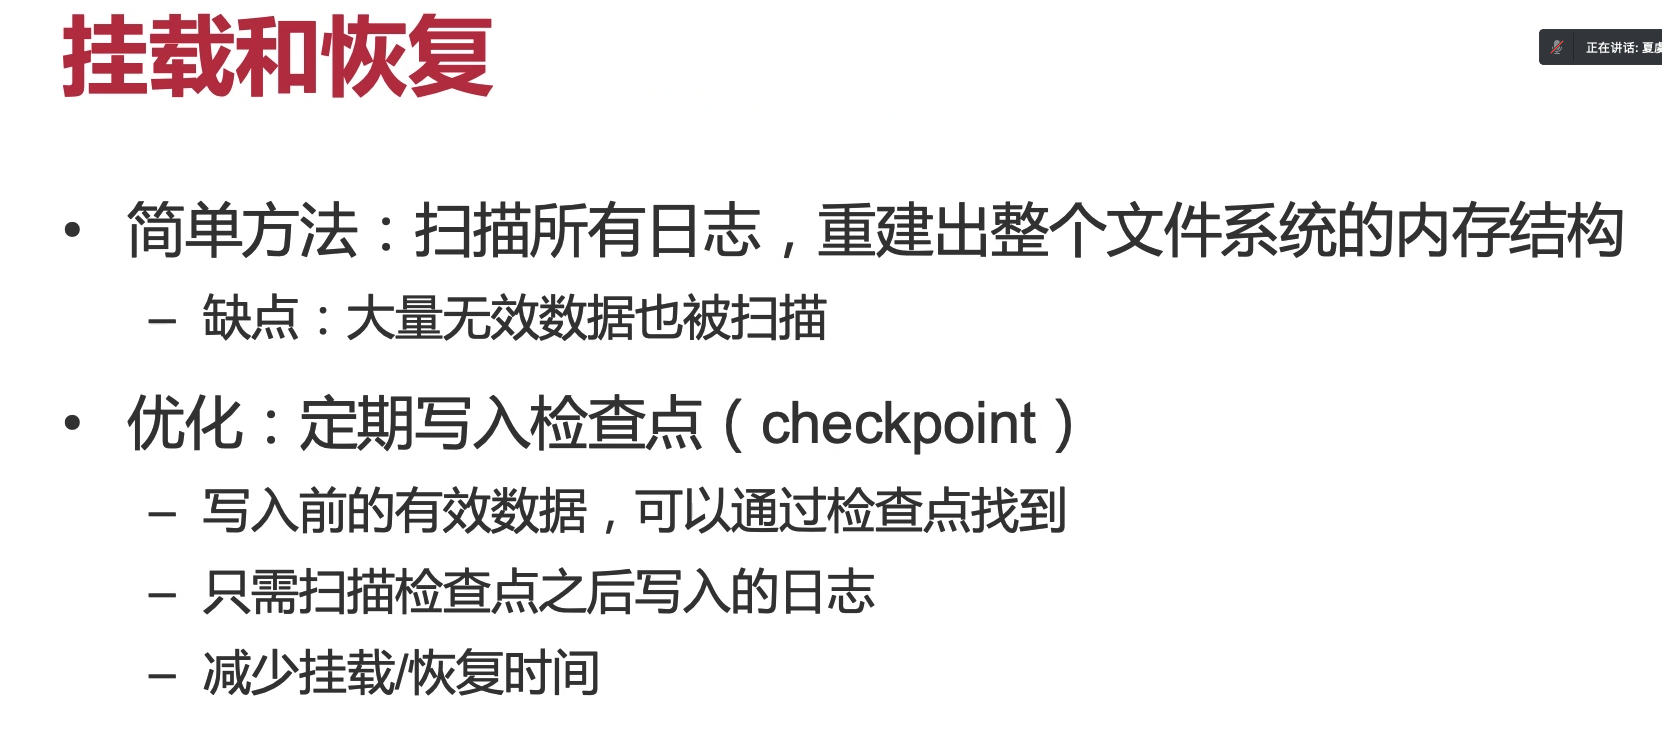 挂载和恢复
正在讲话: 夏虞
• 简单方法：扫描所有日志，重建出整个文件系统的内存结构
– 缺点：大量无效数据也被扫描
• 优化：定期写入检查点（checkpoint）
– 写入前的有效数据，可以通过检查点找到
– 只需扫描检查点之后写入的日志
– 减少挂载/恢复时间